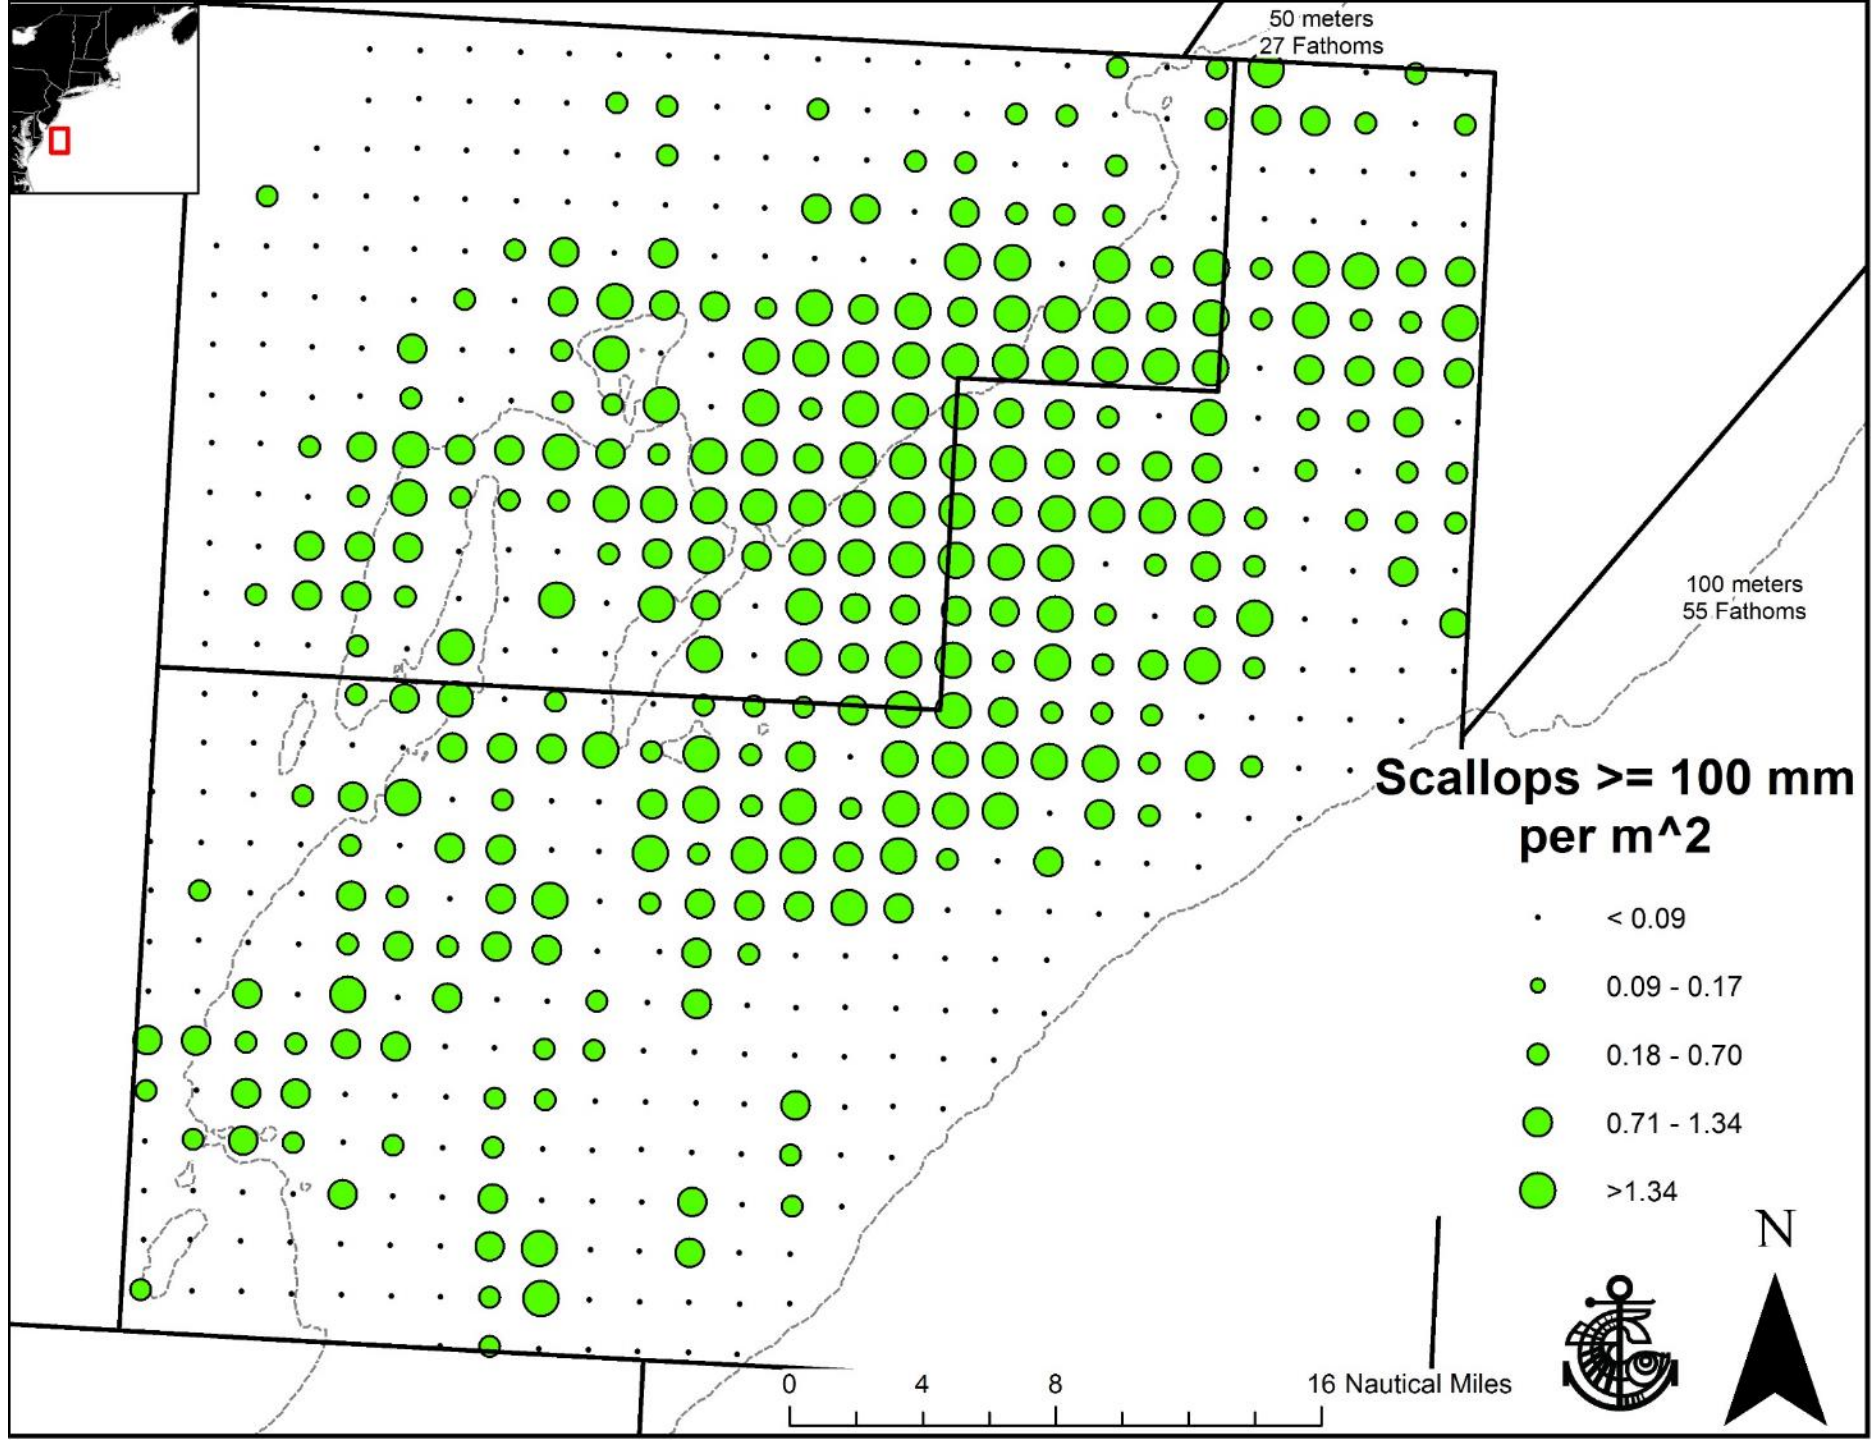 50 meters
27 Fathoms
100 meters
55 Fathoms
Scallops >= 100 mm
per m^2
< 0.09
0.09 - 0.17
0.18 - 0.70
0.71 - 1.34
>1.34
N
0 4 8 16 Nautical Miles